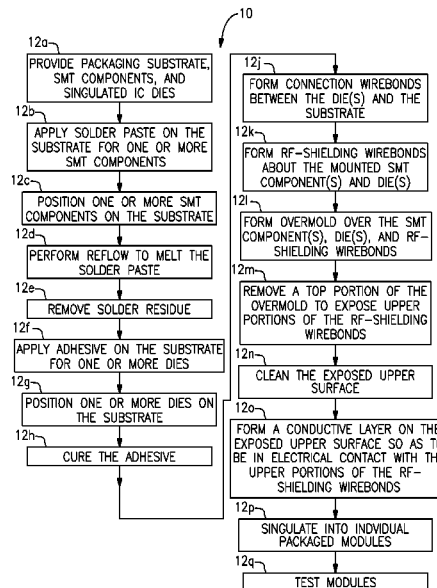 10
12a
PROVIDE PACKAGING SUBSTRATE,
SMT COMPONENTS, AND
SINGULATED IC DIES
12b
APPLY SOLDER PASTE ON THE
SUBSTRATE FOR ONE OR MORE
SMT COMPONENTS
12c
POSITION ONE OR MORE SMT
COMPONENTS ON THE SUBSTRATE
12d
PERFORM REFLOW TO MELT THE
SOLDER PASTE
12e
REMOVE SOLDER RESIDUE
12f
APPLY ADHESIVE ON THE SUBSTRATE
FOR ONE OR MORE DIES
12g
POSITION ONE OR MORE DIES ON
THE SUBSTRATE
12h
CURE THE ADHESIVE
12j
FORM CONNECTION WIREBONDS
BETWEEN THE DIE(S) AND THE
SUBSTRATE
12k
FORM RF-SHIELDING WIREBONDS
ABOUT THE MOUNTED SMT
COMPONENT(S) AND DIE(S)
12l
FORM OVERMOLD OVER THE SMT
COMPONENT(S), DIE(S), AND RF-
SHIELDING WIREBONDS
12m
REMOVE A TOP PORTION OF THE
OVERMOLD TO EXPOSE UPPER
PORTIONS OF THE RF-SHIELDING
WIREBONDS
12n
CLEAN THE EXPOSED UPPER
SURFACE
12o
FORM A CONDUCTIVE LAYER ON THE
EXPOSED UPPER SURFACE SO AS T
BE IN ELECTRICAL CONTACT WITH TH
UPPER PORTIONS OF THE RF-
SHIELDING WIREBONDS
12p
SINGULATE INTO INDIVIDUAL
PACKAGED MODULES
12q
TEST MODULES